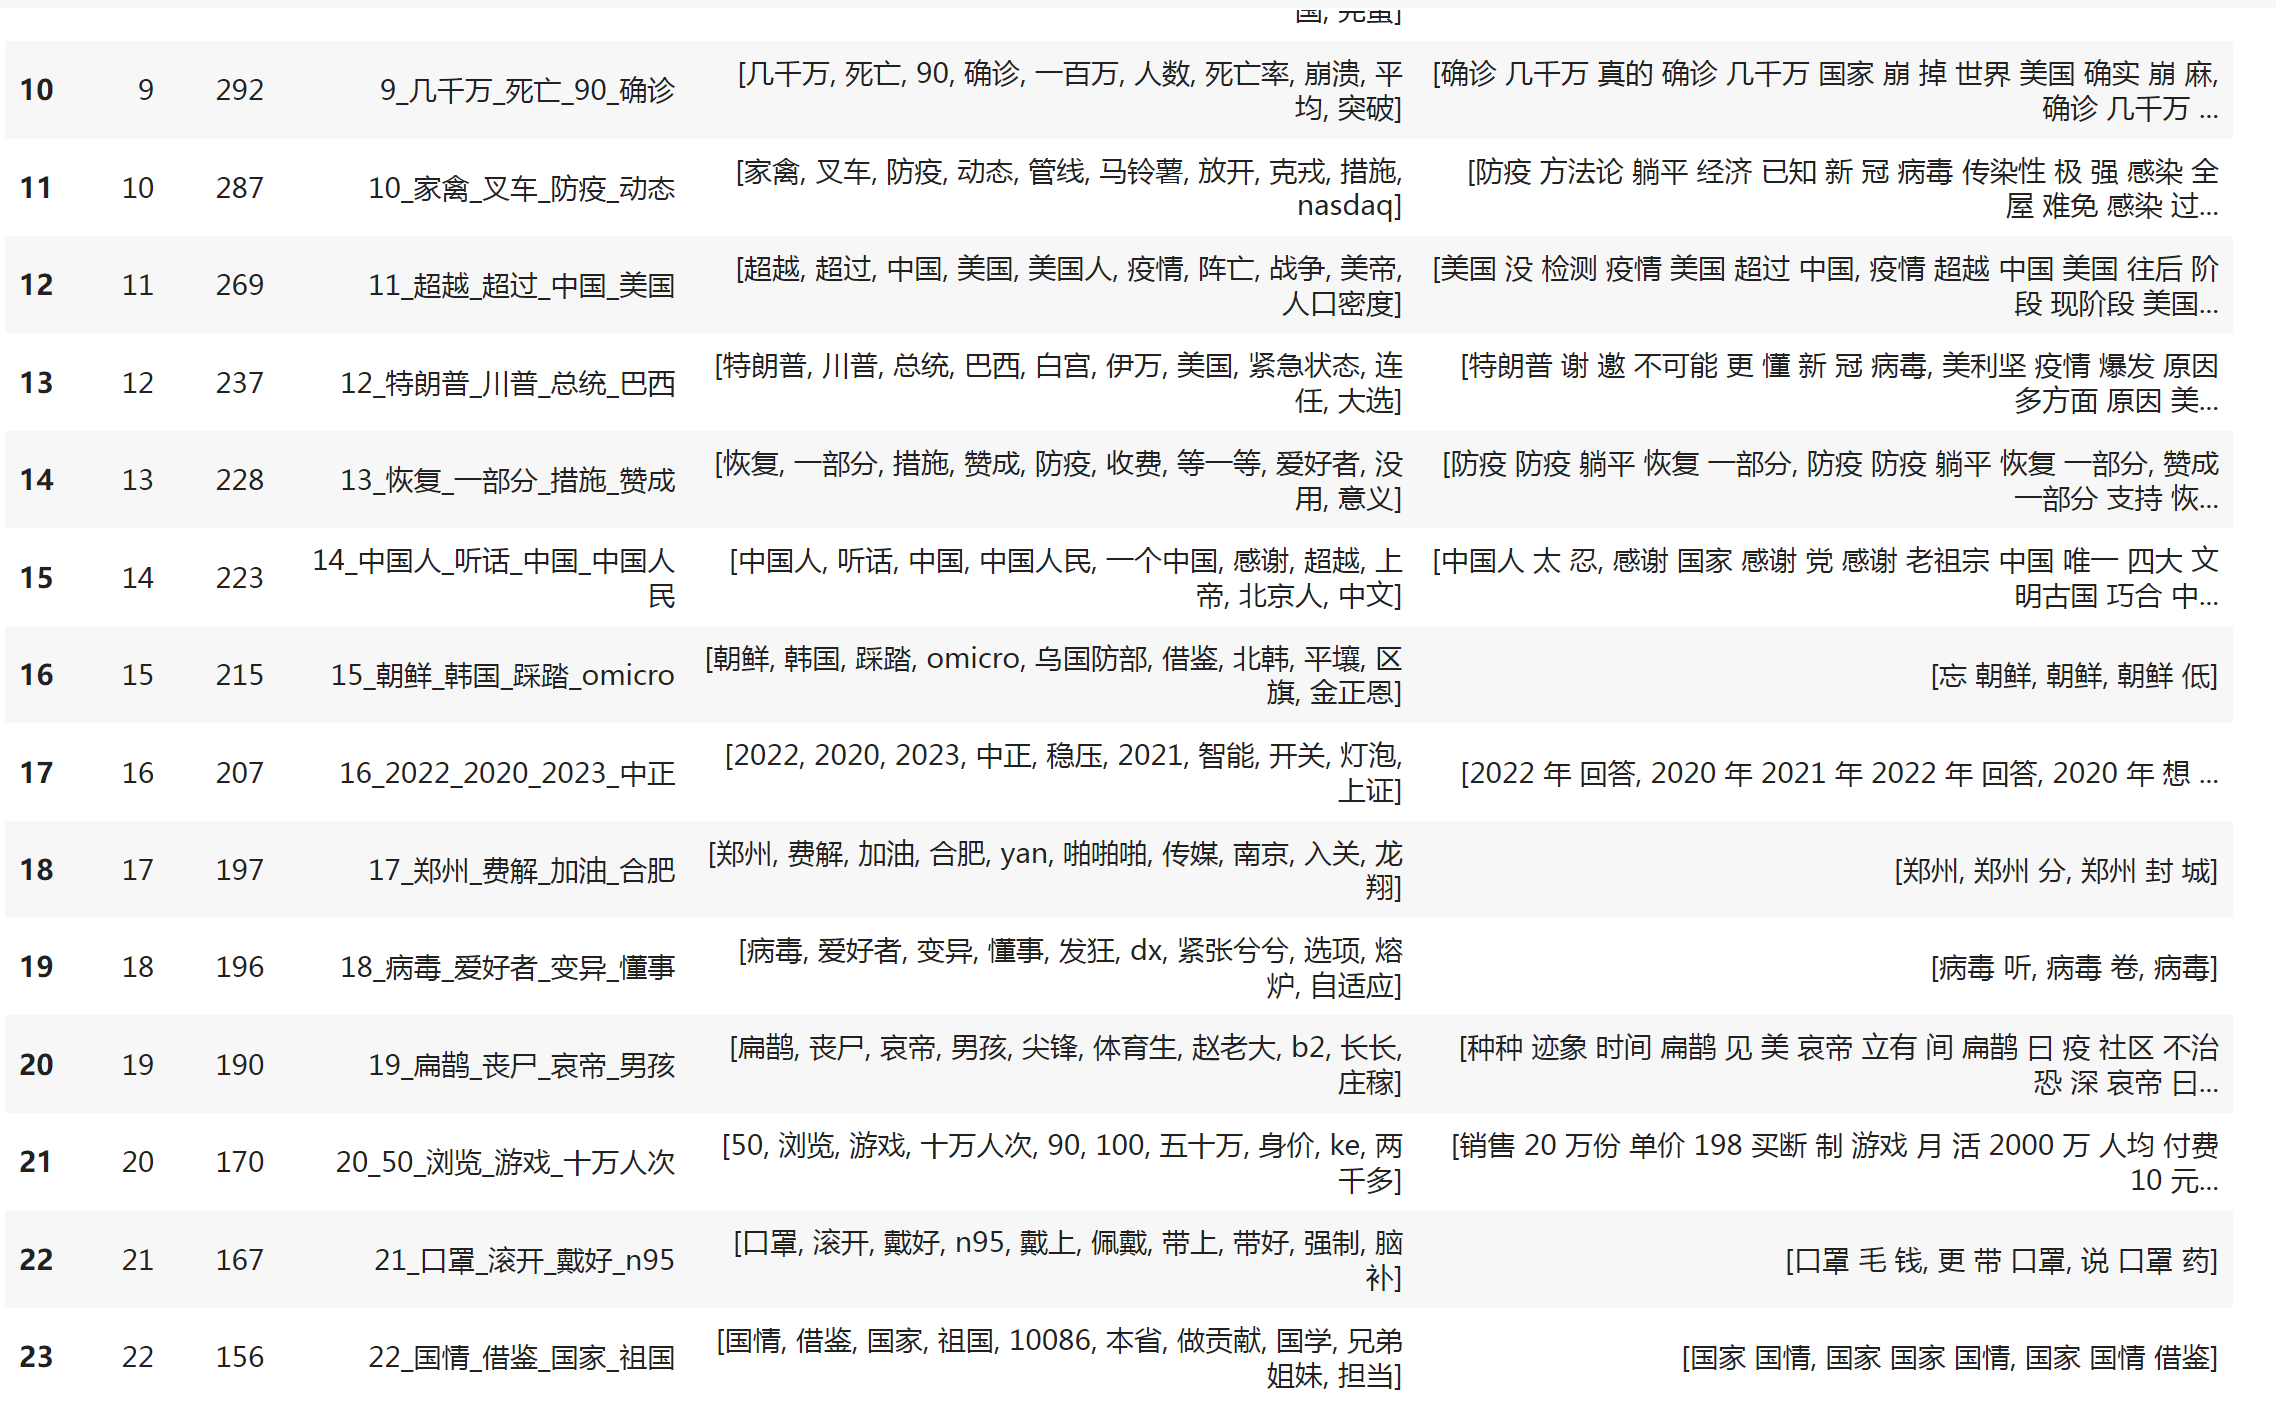 国, 完蛋]
10 9 292 9_几千万_死亡_90_确诊 [几千万, 死亡, 90, 确诊, 一百万, 人数, 死亡率, 崩溃, 平 [确诊 几千万 真的 确诊 几千万 国家 崩 掉 世界 美国 确实 崩 麻,
均, 突破] 确诊 几千万 ...
11 10 287 10_家禽_叉车_防疫_动态 [家禽, 叉车, 防疫, 动态, 管线, 马铃薯, 放开, 克戎, 措施, [防疫 方法论 躺平 经济 已知 新 冠 病毒 传染性 极 强 感染 全
nasdaq] 屋 难免 感染 过...
12 11 269 11_超越_超过_中国_美国 [超越, 超过, 中国, 美国, 美国人, 疫情, 阵亡, 战争, 美帝, [美国 没 检测 疫情 美国 超过 中国, 疫情 超越 中国 美国 往后 阶
人口密度] 段 现阶段 美国...
13 12 237 12_特朗普_川普_总统_巴西 [特朗普, 川普, 总统, 巴西, 白宫, 伊万, 美国, 紧急状态, 连 [特朗普 谢 邀 不可能 更 懂 新 冠 病毒, 美利坚 疫情 爆发 原因
任, 大选] 多方面 原因 美...
14 13 228 13_恢复_一部分_措施_赞成 [恢复, 一部分, 措施, 赞成, 防疫, 收费, 等一等, 爱好者, 没 [防疫 防疫 躺平 恢复 一部分, 防疫 防疫 躺平 恢复 一部分, 赞成
用, 意义] 一部分 支持 恢...
15 14 223 14_中国人_听话_中国_中国人 [中国人, 听话, 中国, 中国人民, 一个中国, 感谢, 超越, 上 [中国人 太 忍, 感谢 国家 感谢 党 感谢 老祖宗 中国 唯一 四大 文
民 帝, 北京人, 中文] 明古国 巧合 中...
16 15 215 15_朝鲜_韩国_踩踏_omicro [朝鲜, 韩国, 踩踏, omicro, 乌国防部, 借鉴, 北韩, 平壤, 区 [忘 朝鲜, 朝鲜, 朝鲜 低]
旗, 金正恩]
17 16 207 16_2022_2020_2023_中正 [2022, 2020, 2023, 中正, 稳压, 2021, 智能, 开关, 灯泡, [2022 年 回答, 2020 年 2021 年 2022 年 回答, 2020 年 想 ...
上证]
18 17 197 17_郑州_费解_加油_合肥 [郑州, 费解, 加油, 合肥, yan, 啪啪啪, 传媒, 南京, 入关, 龙 [郑州, 郑州 分, 郑州 封 城]
翔]
19 18 196 18_病毒_爱好者_变异_懂事 [病毒, 爱好者, 变异, 懂事, 发狂, dx, 紧张兮兮, 选项, 熔 [病毒 听, 病毒 卷, 病毒]
炉, 自适应]
20 19 190 19_扁鹊_丧尸_哀帝_男孩 [扁鹊, 丧尸, 哀帝, 男孩, 尖锋, 体育生, 赵老大, b2, 长长, [种种 迹象 时间 扁鹊 见 美 哀帝 立有 间 扁鹊 曰 疫 社区 不治
庄稼] 恐 深 哀帝 曰...
21 20 170 20_50_浏览_游戏_十万人次 [50, 浏览, 游戏, 十万人次, 90, 100, 五十万, 身价, ke, 两 [销售 20 万份 单价 198 买断 制 游戏 月 活 2000 万 人均 付费
千多] 10 元...
22 21 167 21_口罩_滚开_戴好_n95 [口罩, 滚开, 戴好, n95, 戴上, 佩戴, 带上, 带好, 强制, 脑 [口罩 毛 钱, 更 带 口罩, 说 口罩 药]
补]
23 22 156 22_国情_借鉴_国家_祖国 [国情, 借鉴, 国家, 祖国, 10086, 本省, 做贡献, 国学, 兄弟 [国家 国情, 国家 国家 国情, 国家 国情 借鉴]
姐妹, 担当]